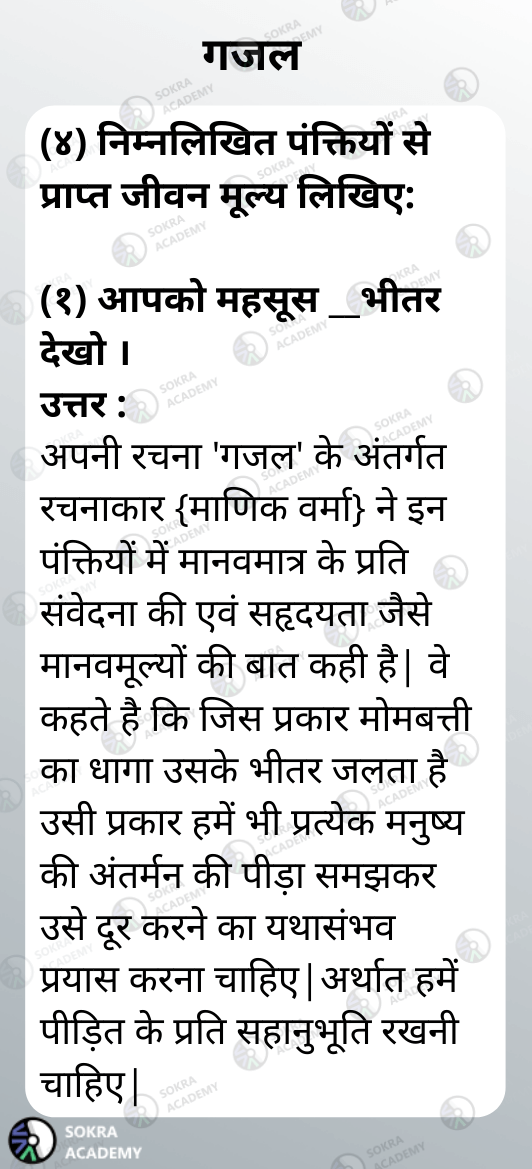 गजल
(४) निम्नलिखित पंक्तियों से
प्राप्त जीवन मूल्य लिखिए:
(१) आपको महसूस __भीतर
देखो ।
उत्तर :
अपनी रचना 'गजल' के अंतर्गत
रचनाकार {माणिक वर्मा} ने इन
पंक्तियों में मानवमात्र के प्रति
संवेदना की एवं सहृदयता जैसे
मानवमूल्यों की बात कही है| वे
कहते है कि जिस प्रकार मोमबत्ती
का धागा उसके भीतर जलता है
उसी प्रकार हमें भी प्रत्येक मनुष्य
की अंतर्मन की पीड़ा समझकर
उसे दूर करने का यथासंभव
प्रयास करना चाहिए|अर्थात हमें
पीड़ित के प्रति सहानुभूति रखनी
चाहिए|
SOKRA
ACADEMY